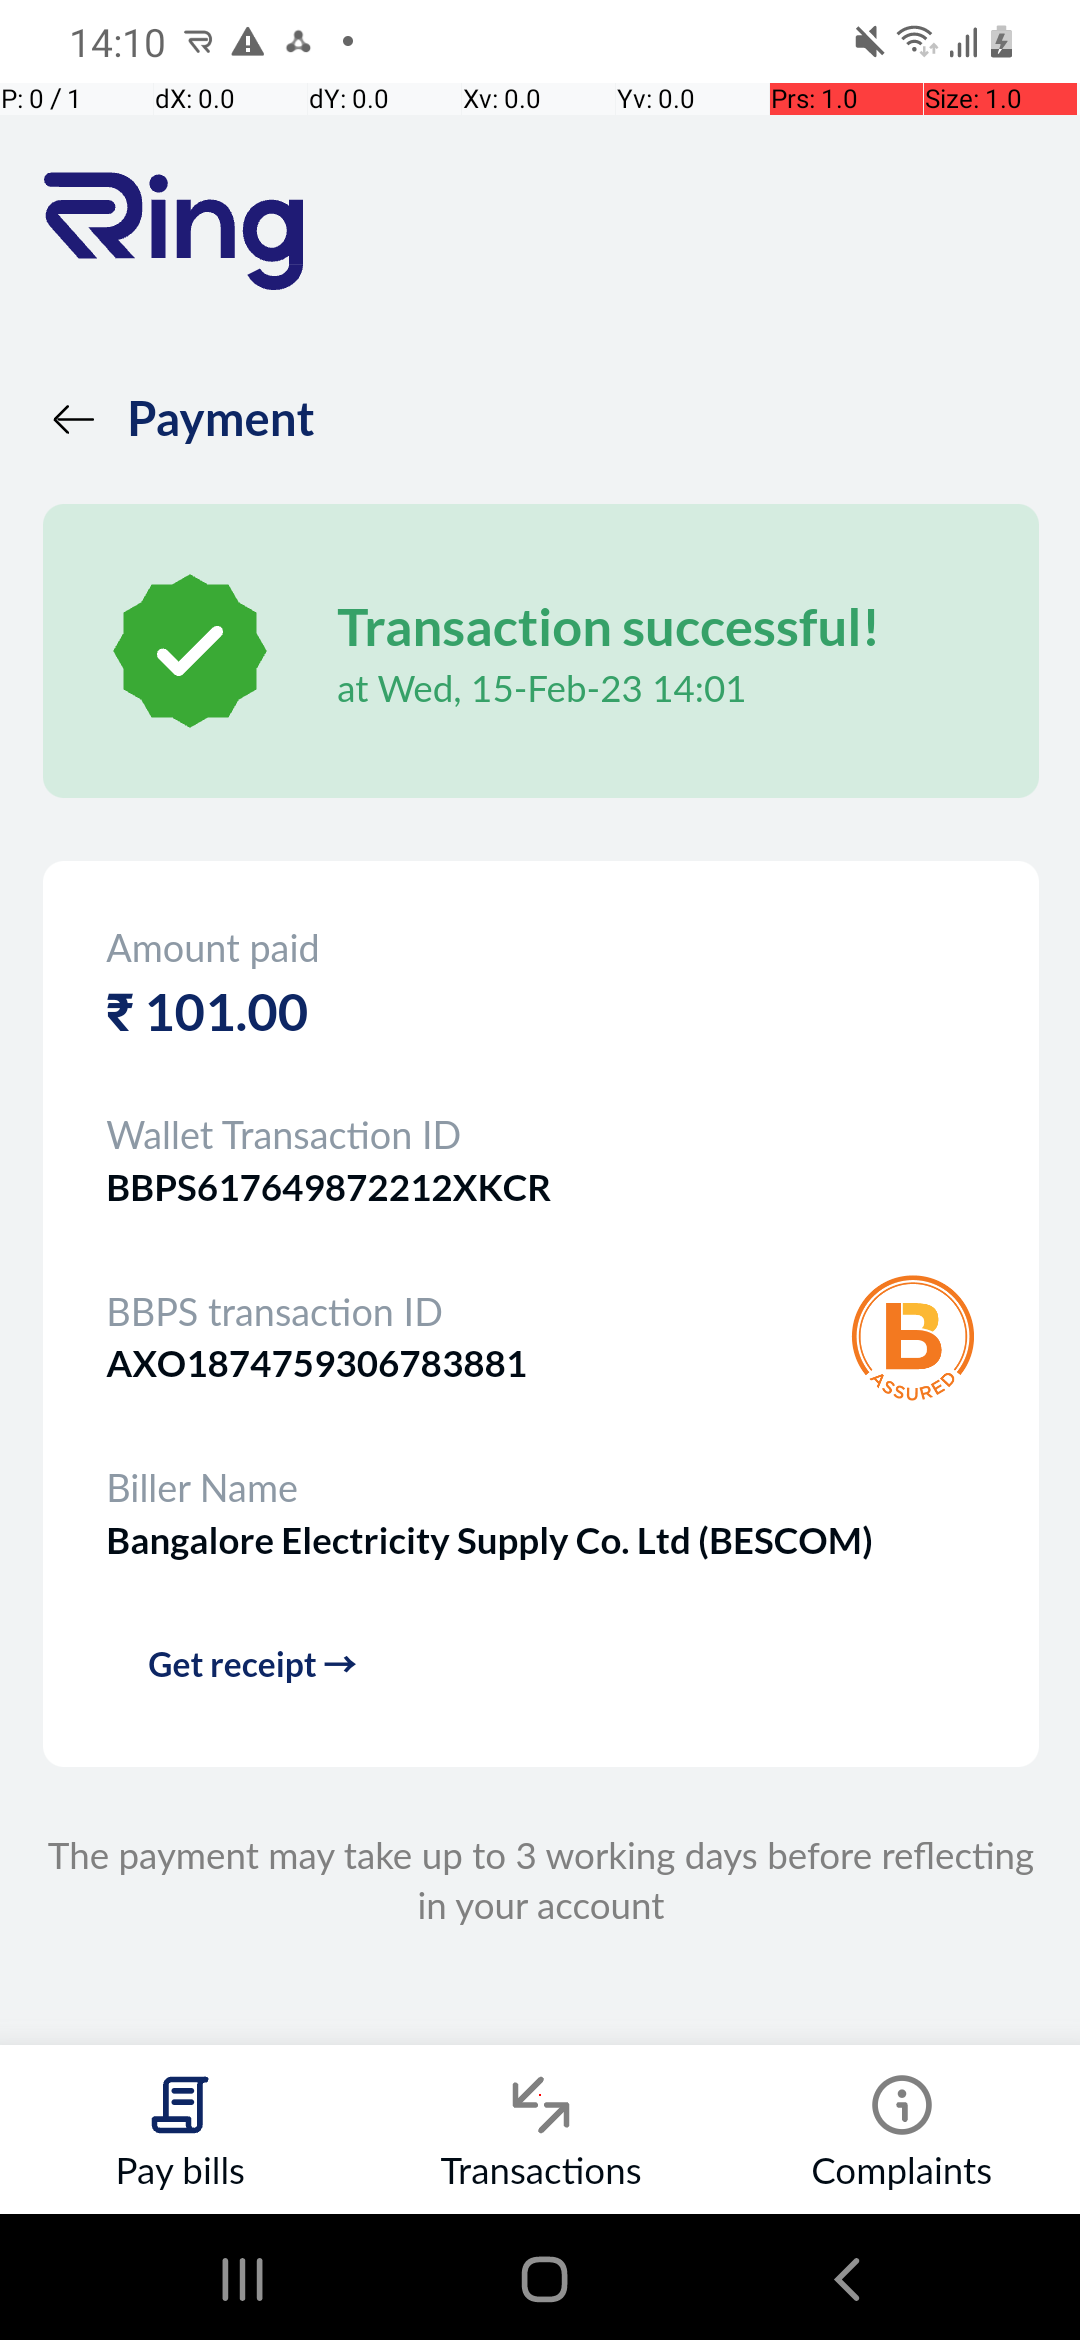 14:10
P: 0 / 1 dX: 0.0 dY: 0.0 Xv: 0.0 Yv: 0.0 Prs: 1.0 Size: 1.0
Ring
Payment
Transaction successful!
at Wed, 15-Feb-23 14:01
Amount paid
₹ 101.00
Wallet Transaction ID
BBPS617649872212XKCR
BBPS transaction ID
AXO1874759306783881
B
ASSURED
Biller Name
Bangalore Electricity Supply Co. Ltd (BESCOM)
Get receipt →
The payment may take up to 3 working days before reflecting
in your account
Pay bills Transactions Complaints